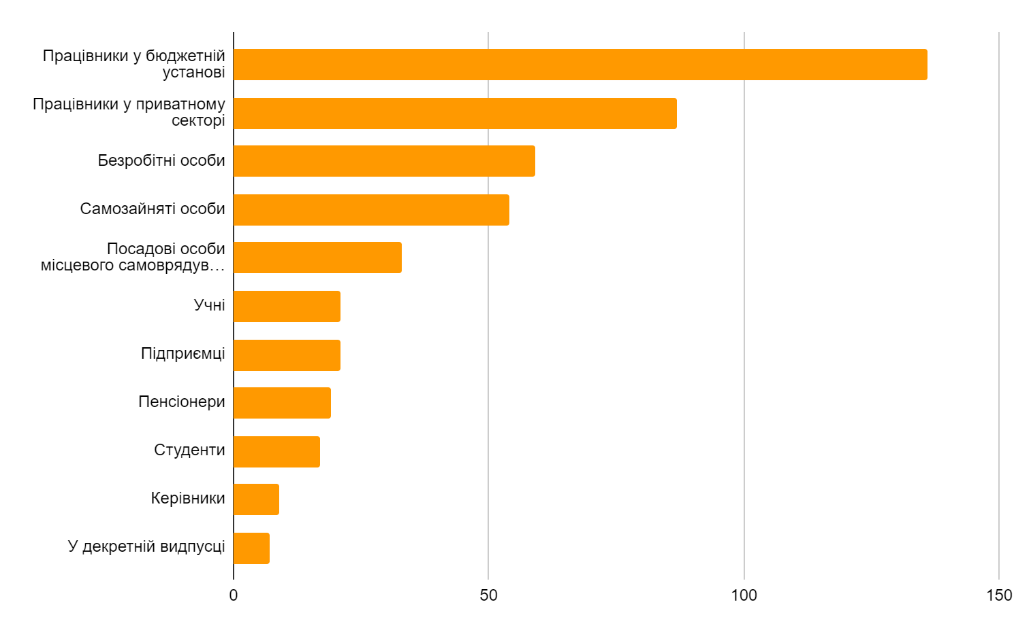 Працівники у бюджетній
установі
Працівники у приватному
секторі
Безробітні особи
Самозайняті особи
Посадові особи
місцевого самоврядув…
Учні
Підприємці
Пенсіонери
Студенти
Керівники
У декретній видпусці
0 50 100 150